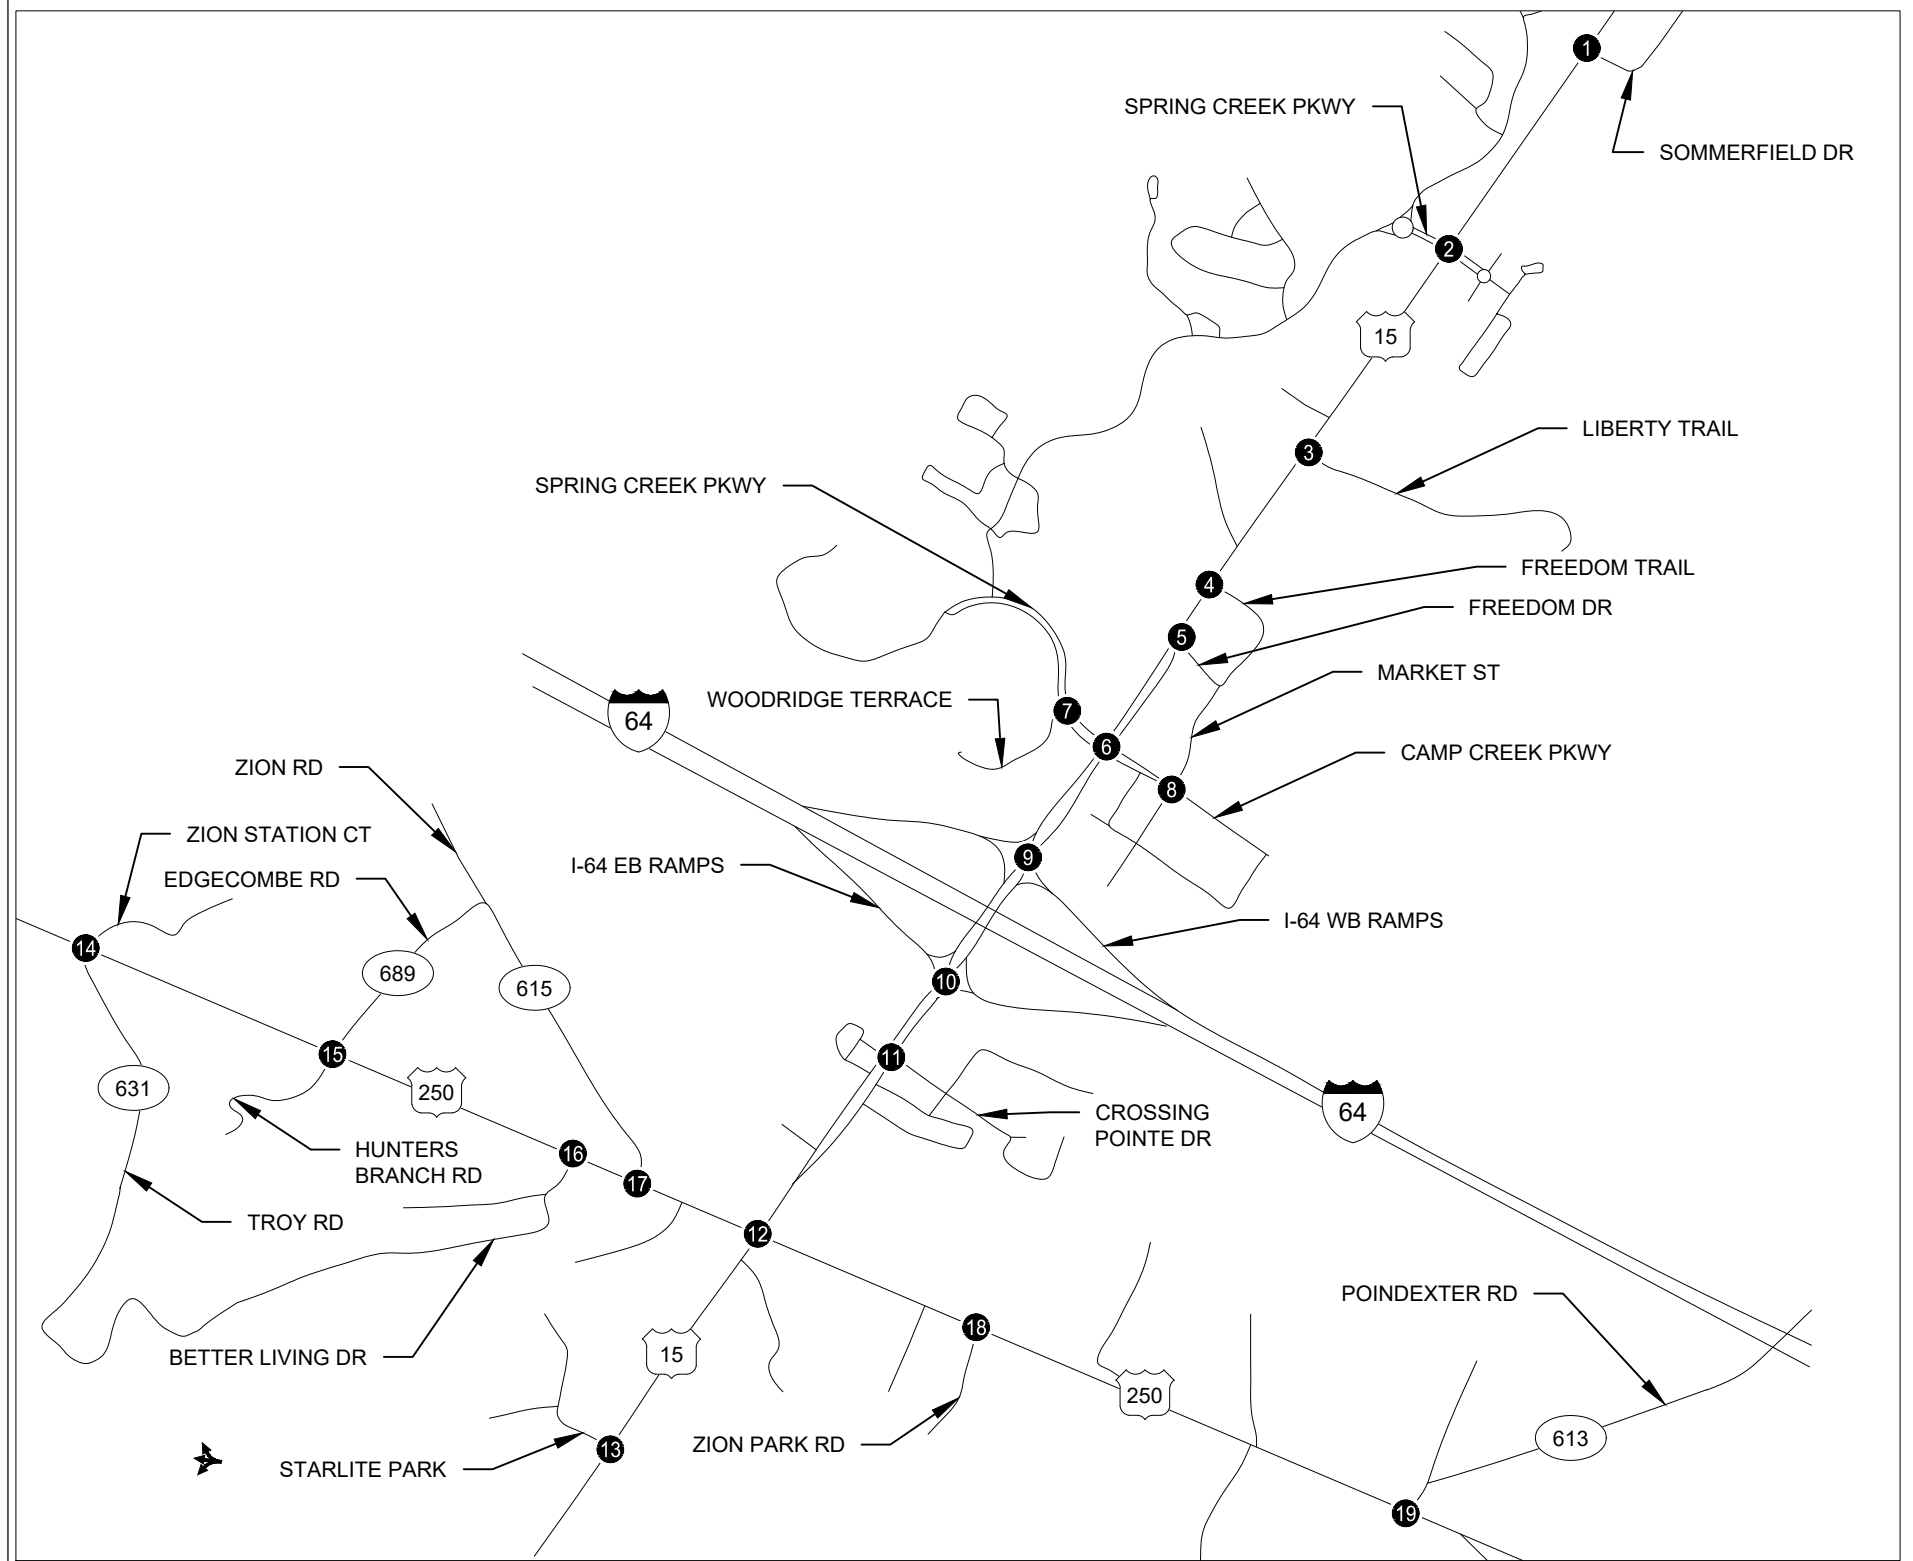 1
SPRING CREEK PKWY
SOMMERFIELD DR
2
15
LIBERTY TRAIL
3
SPRING CREEK PKWY
FREEDOM TRAIL
4
FREEDOM DR
5
MARKET ST
WOODRIDGE TERRACE
7
64
6
CAMP CREEK PKWY
ZION RD
8
ZION STATION CT
9
I-64 EB RAMPS
EDGECOMBE RD
I-64 WB RAMPS
14
689
10
615
15
11
631
250
64
CROSSING
POINTE DR
HUNTERS
BRANCH RD
16
17
TROY RD
12
POINDEXTER RD
18
15
BETTER LIVING DR
250
613
ZION PARK RD
13
STARLITE PARK
19